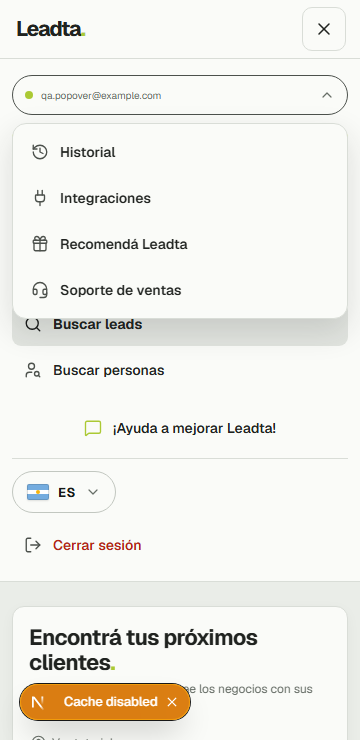 Leadta.
qa.popover@example.com
Historial
Integraciones
Recomendá Leadta
Soporte de ventas
Buscar leads
Buscar personas
¡Ayuda a mejorar Leadta!
ES
Cerrar sesión
Encontrá tus próximos
clientes.
los negocios con sus
Cache disabled